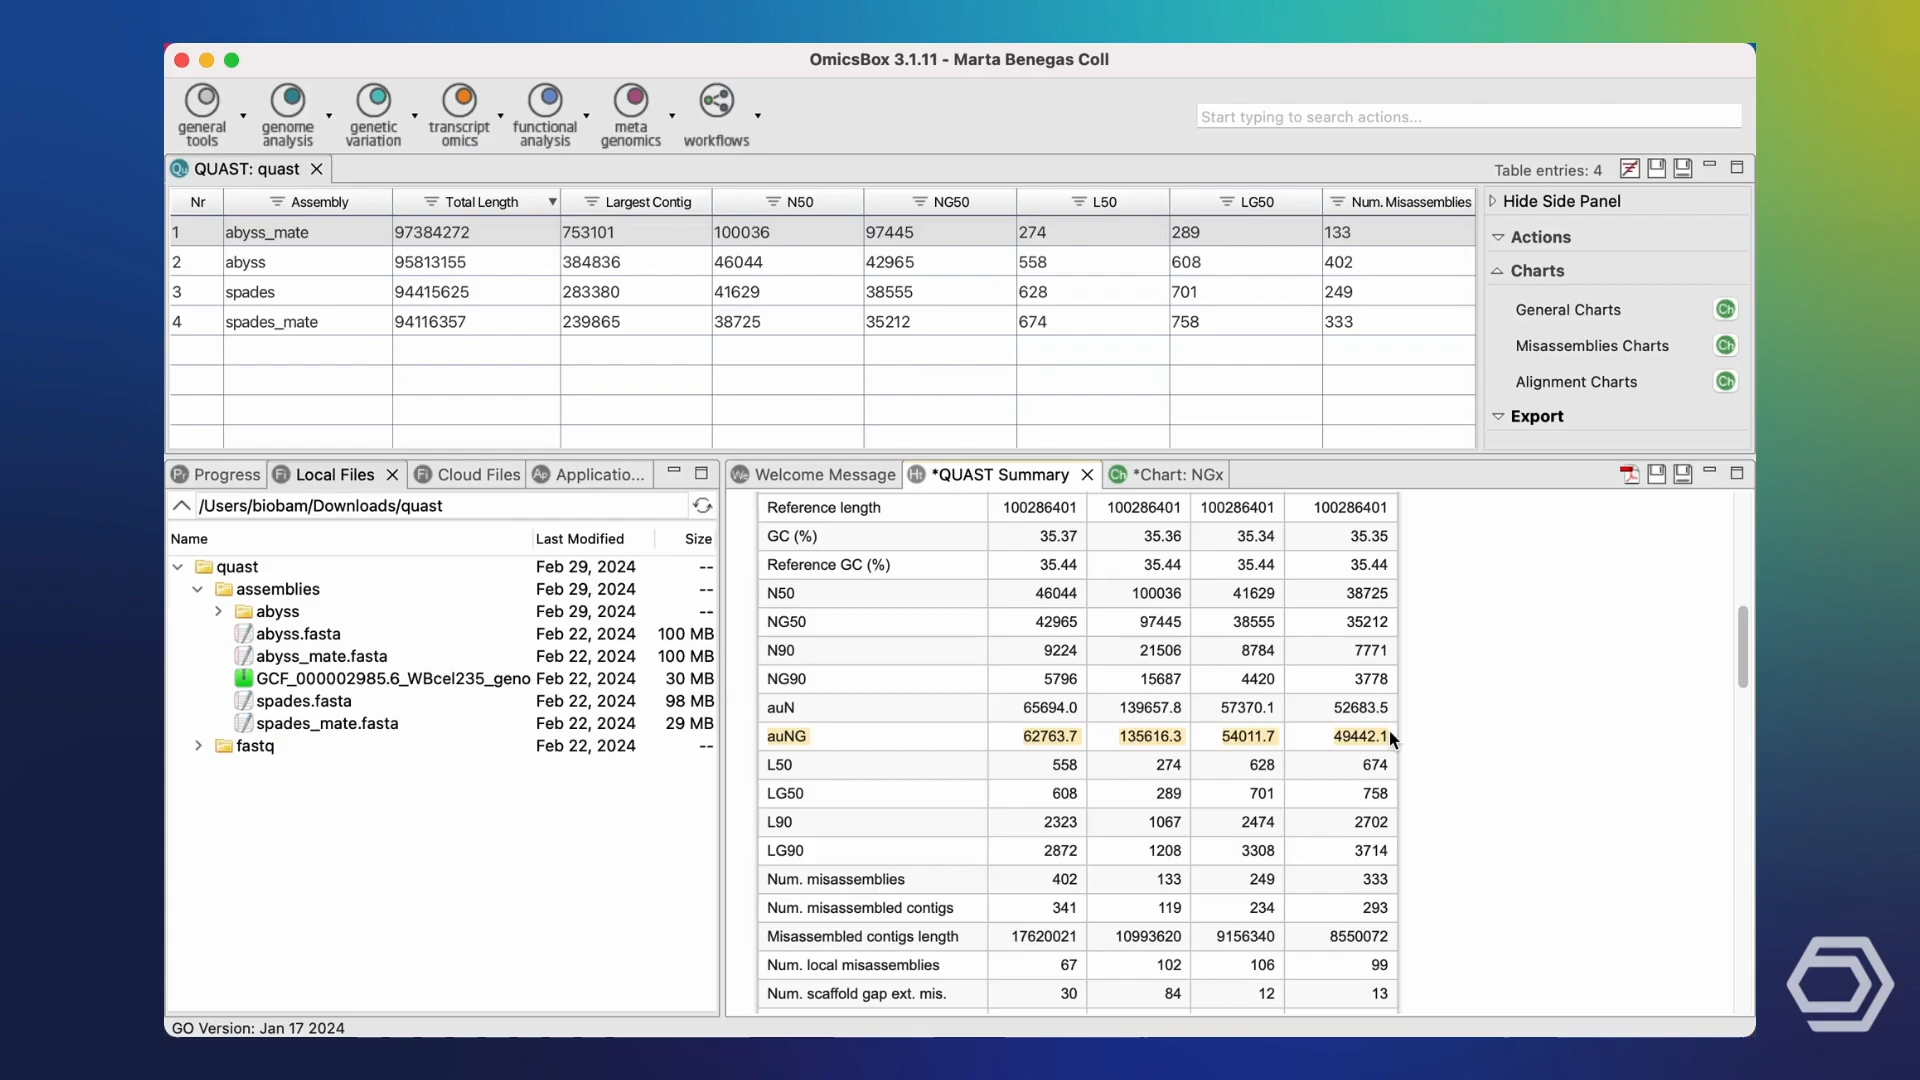 OmicsBox 3.1.11 - Marta Benegas Coll
general tools
genome analysis
genetic variation
transcript omics
functional analysis
meta genomics
workflows
Start typing to search actions...
Qu QUAST: quast
Table entries: 4
Nr Assembly Total Length Largest Contig N50 NG50 L50 LG50 Num. Misassemblies
1 abyss_mate 97384272 753101 100036 97445 274 289 133
2 abyss 95813155 384836 46044 42965 558 608 402
3 spades 94415625 283380 41629 38555 628 701 249
4 spades_mate 94116357 239865 38725 35212 674 758 333
Hide Side Panel
Actions
Charts
General Charts Ch
Misassemblies Charts Ch
Alignment Charts Ch
Export
Pr Progress Fi Local Files Fi Cloud Files Ap Applicatio...
/Users/biobam/Downloads/quast
Name Last Modified Size
quast Feb 29, 2024 --
assemblies Feb 29, 2024 --
abyss Feb 29, 2024 --
abyss.fasta Feb 22, 2024 100 MB
abyss_mate.fasta Feb 22, 2024 100 MB
GCF_000002985.6_WBcel235_geno Feb 22, 2024 30 MB
spades.fasta Feb 22, 2024 98 MB
spades_mate.fasta Feb 22, 2024 29 MB
fastq Feb 22, 2024 --
We Welcome Message Ht *QUAST Summary Ch *Chart: NGx
Reference length 100286401 100286401 100286401 100286401
GC (%) 35.37 35.36 35.34 35.35
Reference GC (%) 35.44 35.44 35.44 35.44
N50 46044 100036 41629 38725
NG50 42965 97445 38555 35212
N90 9224 21506 8784 7771
NG90 5796 15687 4420 3778
auN 65694.0 139657.8 57370.1 52683.5
auNG 62763.7 135616.3 54011.7 49442.1
L50 558 274 628 674
LG50 608 289 701 758
L90 2323 1067 2474 2702
LG90 2872 1208 3308 3714
Num. misassemblies 402 133 249 333
Num. misassembled contigs 341 119 234 293
Misassembled contigs length 17620021 10993620 9156340 8550072
Num. local misassemblies 67 102 106 99
Num. scaffold gap ext. mis. 30 84 12 13
GO Version: Jan 17 2024